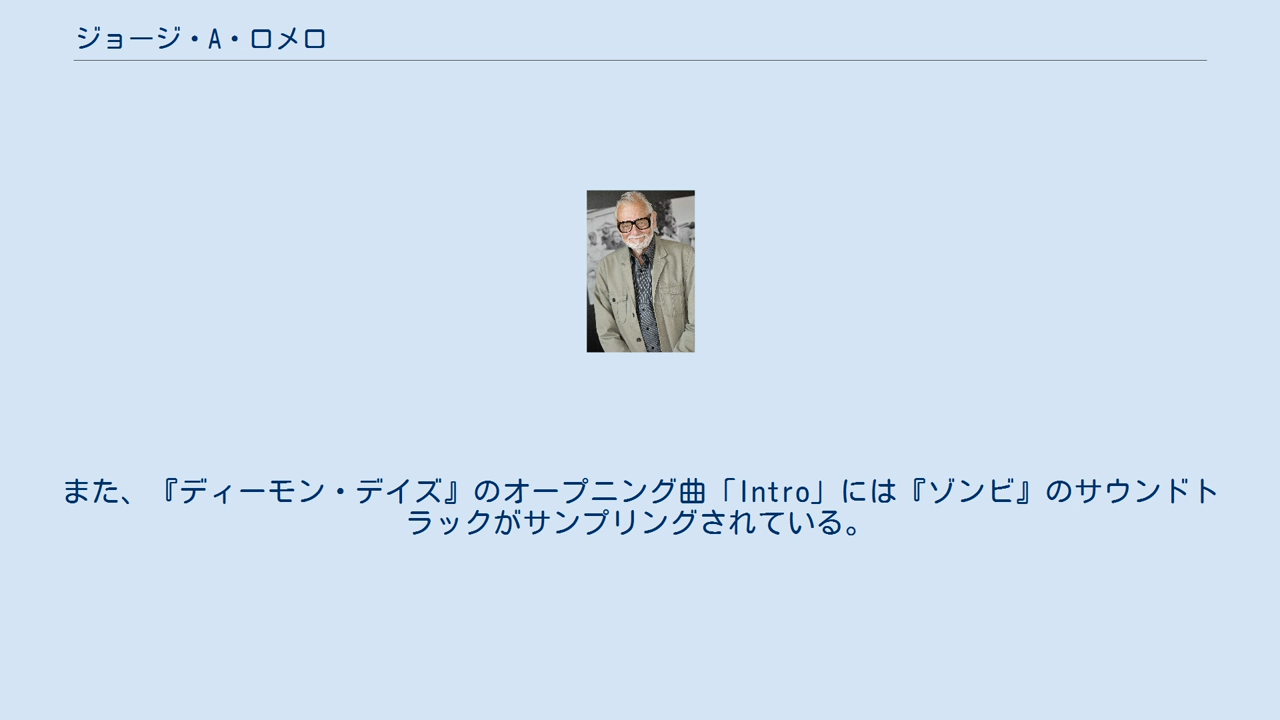 ジョージ・A・ロメロ
また、『ディーモン・デイズ』のオープニング曲「Intro」には『ゾンビ』のサウンドト
ラックがサンプリングされている。